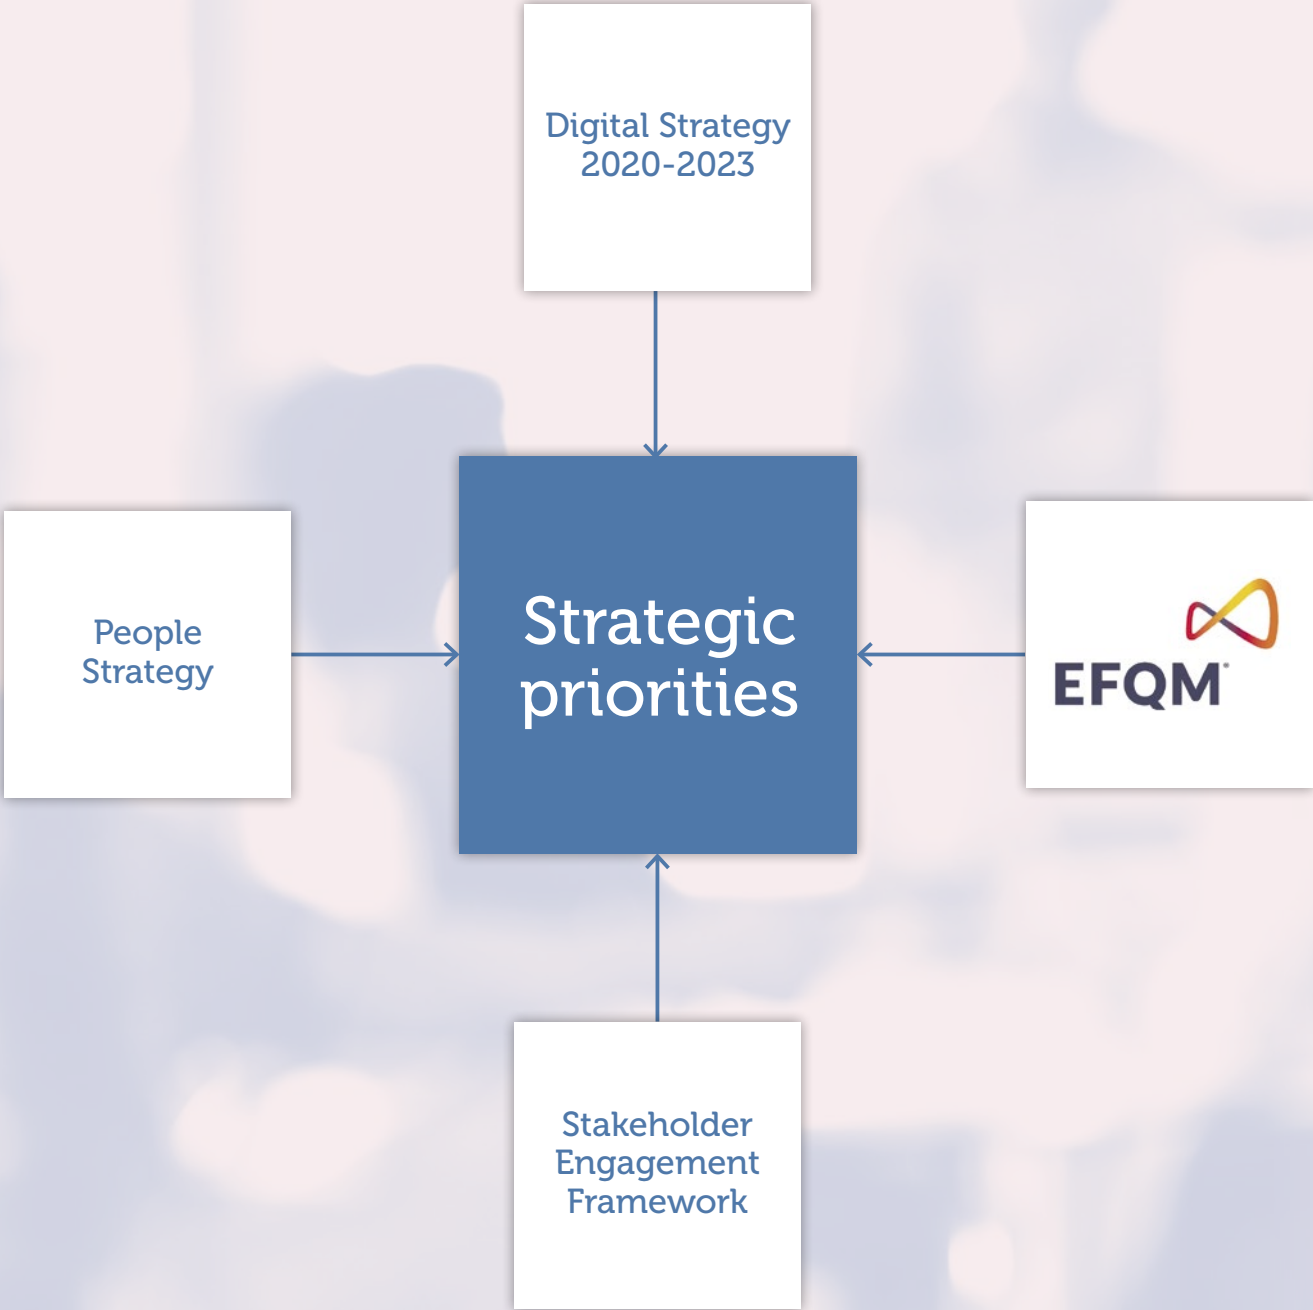 Digital Strategy
2020-2023
People
Strategy
Strategic
priorities
EFQM
Stakeholder
Engagement
Framework